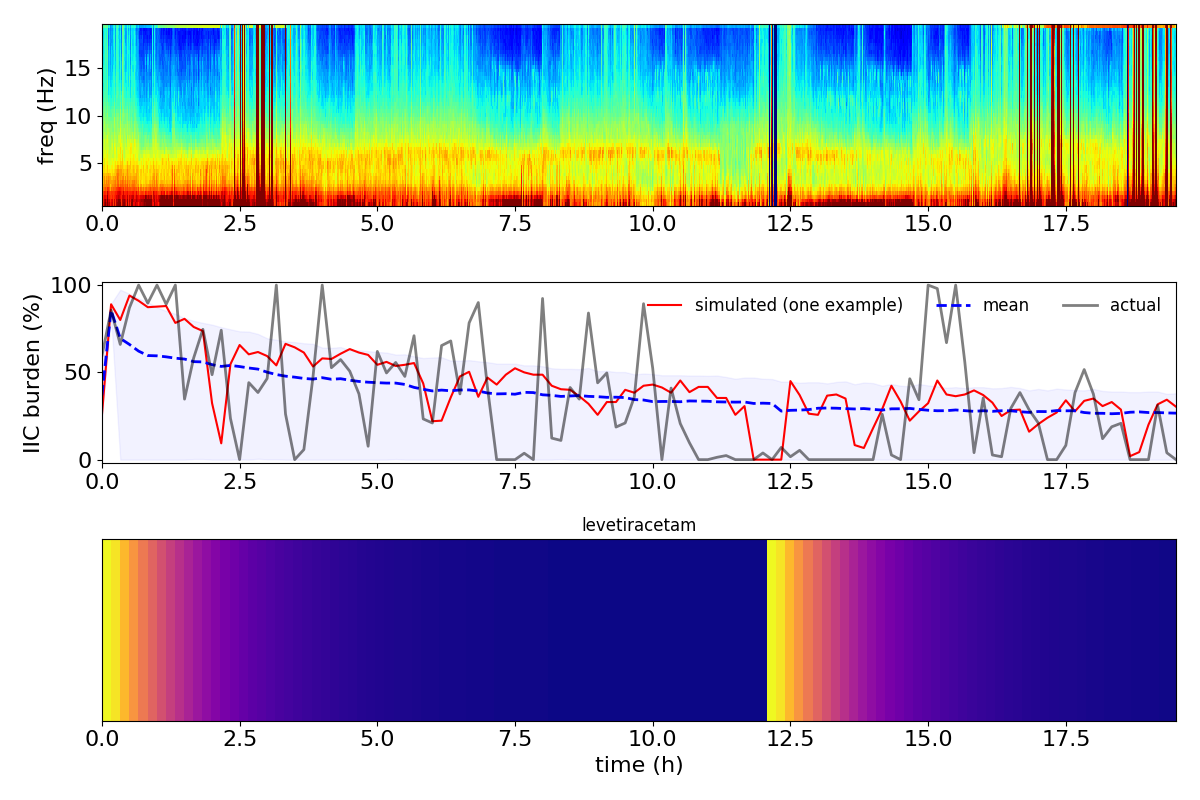 freq (Hz)
15
10
5
0.0 2.5 5.0 7.5 10.0 12.5 15.0 17.5
IIC burden (%)
100
50
0
simulated (one example) mean actual
0.0 2.5 5.0 7.5 10.0 12.5 15.0 17.5
levetiracetam
0.0 2.5 5.0 7.5 10.0 12.5 15.0 17.5
time (h)